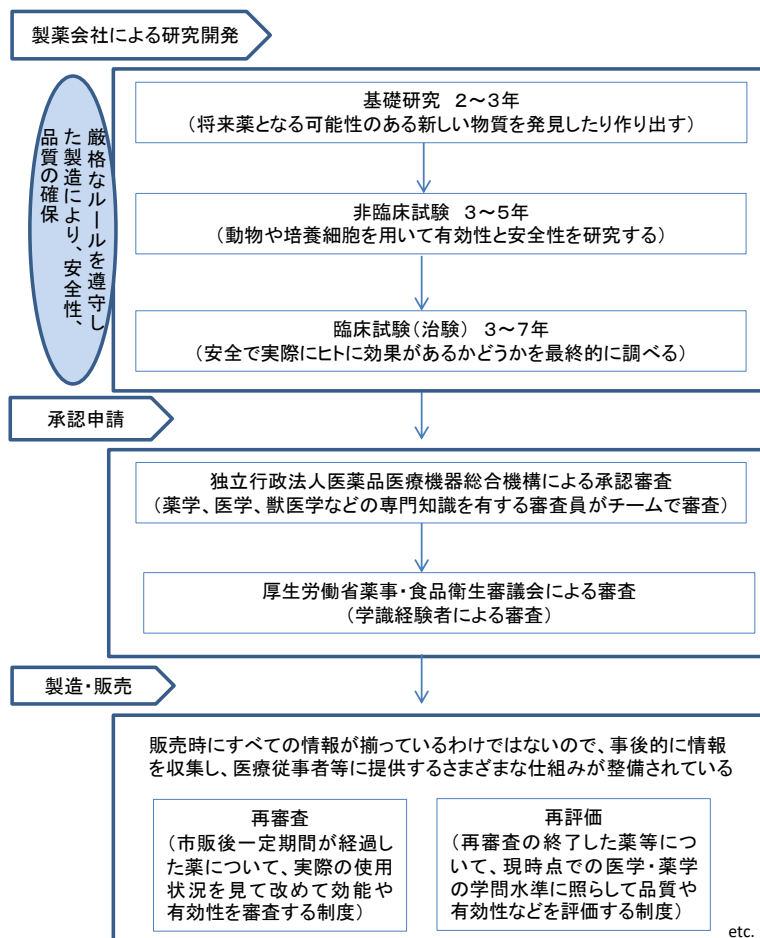 製薬会社による研究開発
厳格なルールを遵守し
た製造により、安全性、
品質の確保
基礎研究 2～3年
（将来薬となる可能性のある新しい物質を発見したり作り出す）
非臨床試験 3～5年
（動物や培養細胞を用いて有効性と安全性を研究する）
臨床試験（治験） 3～7年
（安全で実際にヒトに効果があるかどうかを最終的に調べる）
承認申請
独立行政法人医薬品医療機器総合機構による承認審査
（薬学、医学、獣医学などの専門知識を有する審査員がチームで審査）
厚生労働省薬事・食品衛生審議会による審査
（学識経験者による審査）
製造・販売
販売時にすべての情報が揃っているわけではないので、事後的に情報
を収集し、医療従事者等に提供するさまざまな仕組みが整備されている
再審査
（市販後一定期間が経過し
た薬について、実際の使用
状況を見て改めて効能や
有効性を審査する制度）
再評価
（再審査の終了した薬等につ
いて、現時点での医学・薬学
の学問水準に照らして品質や
有効性などを評価する制度）
etc.